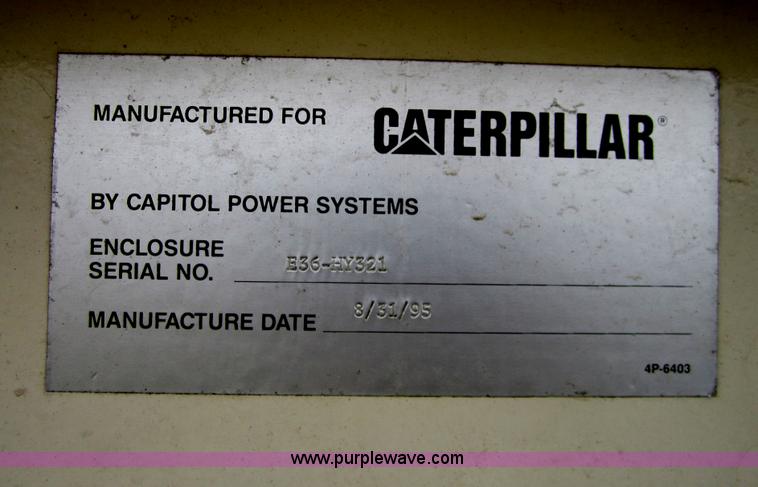 MANUFACTURED FOR CATERPILLAR®
BY CAPITOL POWER SYSTEMS
ENCLOSURE
SERIAL NO. E36-HY321
MANUFACTURE DATE 8/31/95
4P-6403
www.purplewave.com